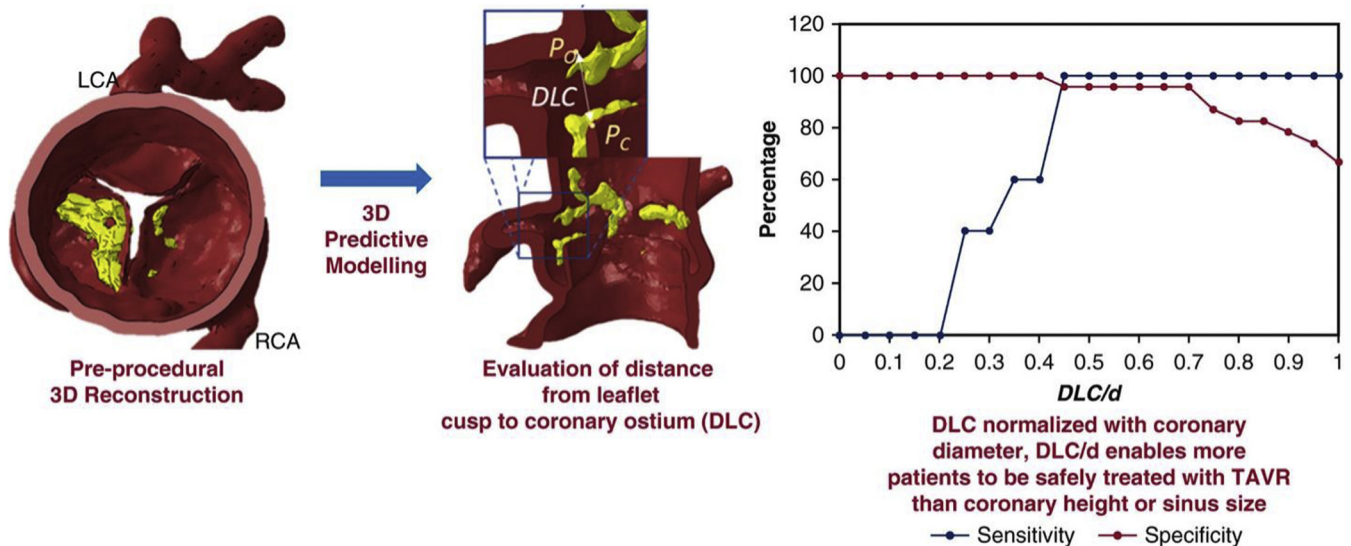 LCA
RCA
Pre-procedural
3D Reconstruction
3D
Predictive
Modelling
P_O
DLC
P_C
Evaluation of distance
from leaflet
cusp to coronary ostium (DLC)
Percentage
120
100
80
60
40
20
0
0 0.1 0.2 0.3 0.4 0.5 0.6 0.7 0.8 0.9 1
DLC/d
DLC normalized with coronary
diameter, DLC/d enables more
patients to be safely treated with TAVR
than coronary height or sinus size
Sensitivity Specificity